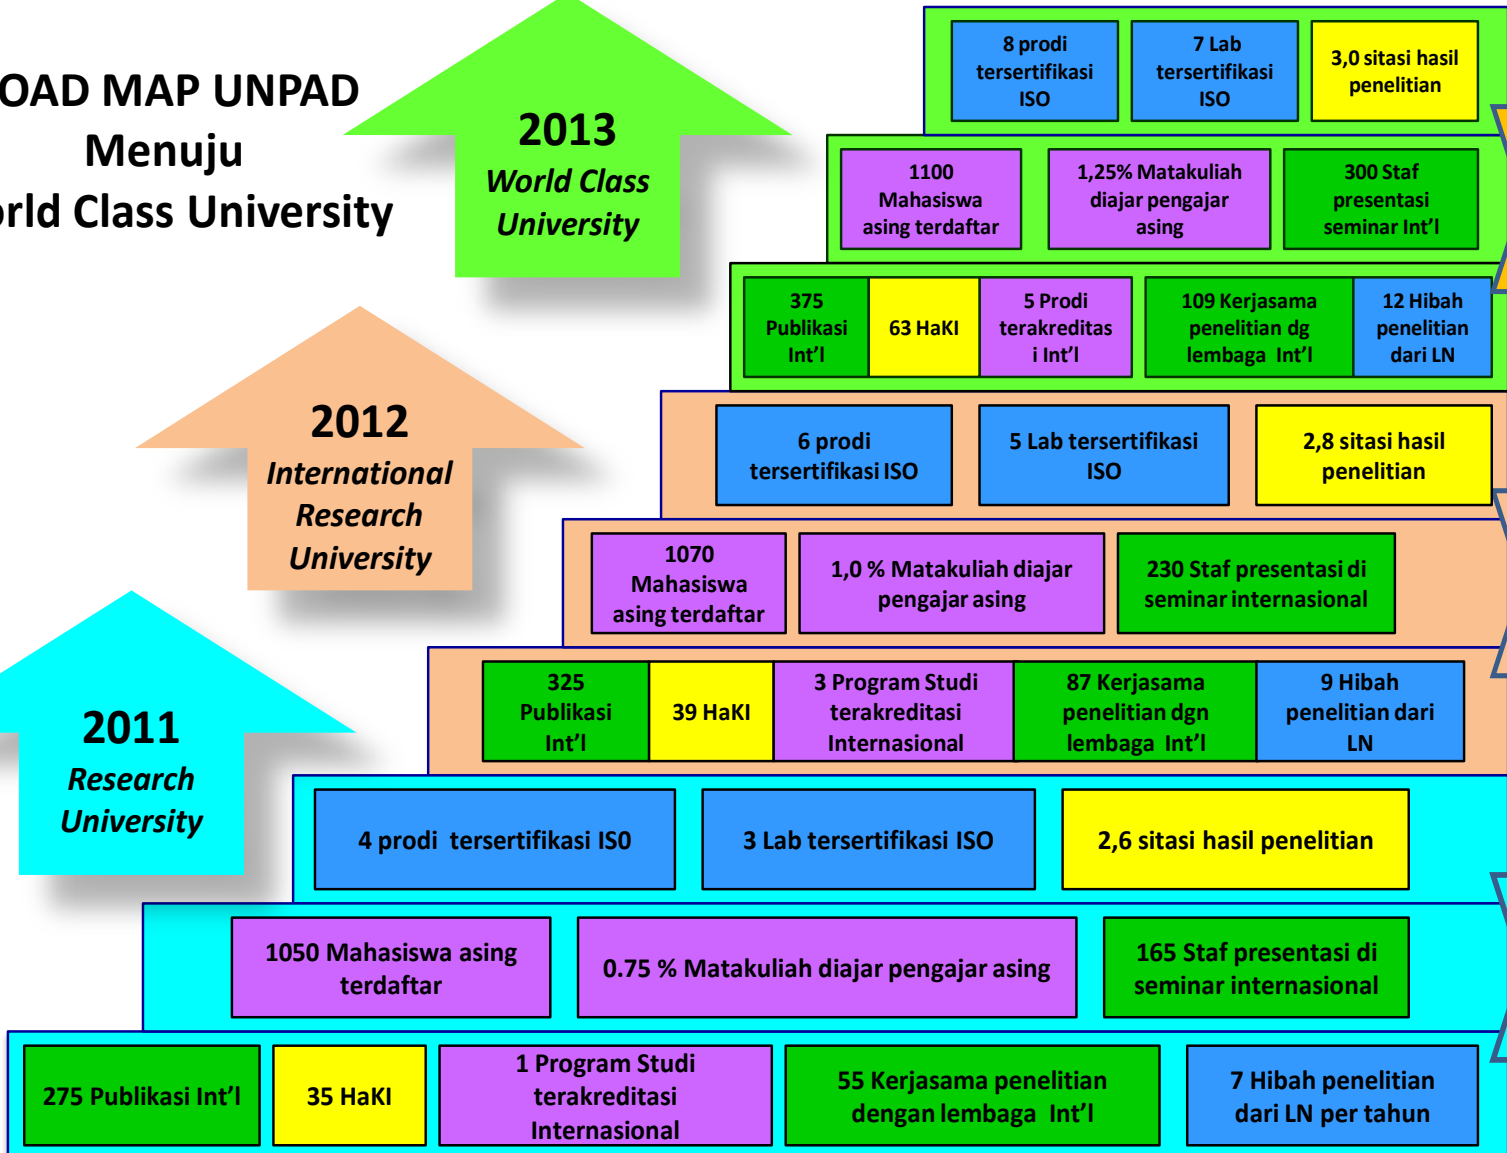 OAD MAP UNPAD
Menuju
rld Class University
2013
World Class
University
8 prodi
tersertifikasi
ISO
7 Lab
tersertifikasi
ISO
3,0 sitasi hasil
penelitian
1100
Mahasiswa
asing terdaftar
1,25% Matakuliah
diajar pengajar
asing
300 Staf
presentasi
seminar Int’l
375
Publikasi
Int’l
63 HaKI
5 Prodi
terakreditas
i Int’l
109 Kerjasama
penelitian dg
lembaga Int’l
12 Hibah
penelitian
dari LN
2012
International
Research
University
6 prodi
tersertifikasi ISO
5 Lab tersertifikasi
ISO
2,8 sitasi hasil
penelitian
1070
Mahasiswa
asing terdaftar
1,0 % Matakuliah diajar
pengajar asing
230 Staf presentasi di
seminar internasional
325
Publikasi
Int’l
39 HaKI
3 Program Studi
terakreditasi
Internasional
87 Kerjasama
penelitian dgn
lembaga Int’l
9 Hibah
penelitian dari
LN
2011
Research
University
4 prodi tersertifikasi IS0
3 Lab tersertifikasi ISO
2,6 sitasi hasil penelitian
1050 Mahasiswa asing
terdaftar
0.75 % Matakuliah diajar pengajar asing
165 Staf presentasi di
seminar internasional
275 Publikasi Int’l
35 HaKI
1 Program Studi
terakreditasi
Internasional
55 Kerjasama penelitian
dengan lembaga Int’l
7 Hibah penelitian
dari LN per tahun